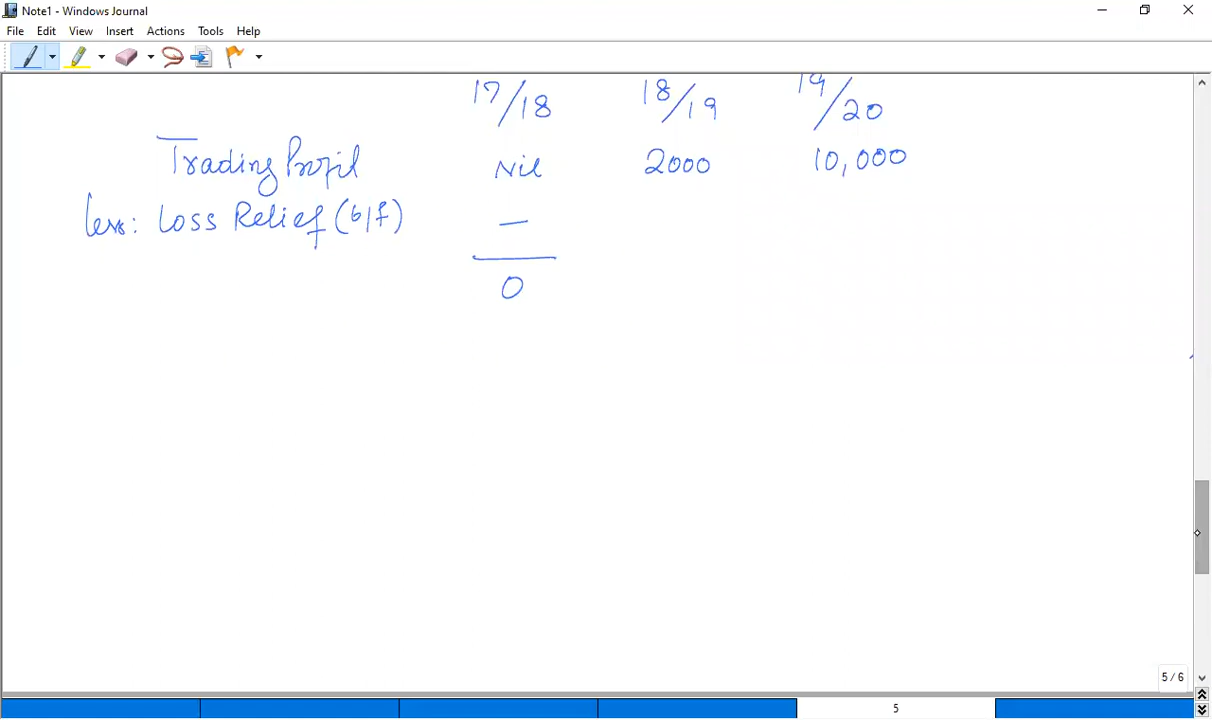 Note1 - Windows Journal
File Edit View Insert Actions Tools Help
17/18 18/19 19/20
Trading Profit Nil 2000 10,000
less: Loss Relief (b/f) —
0
5 / 6
5